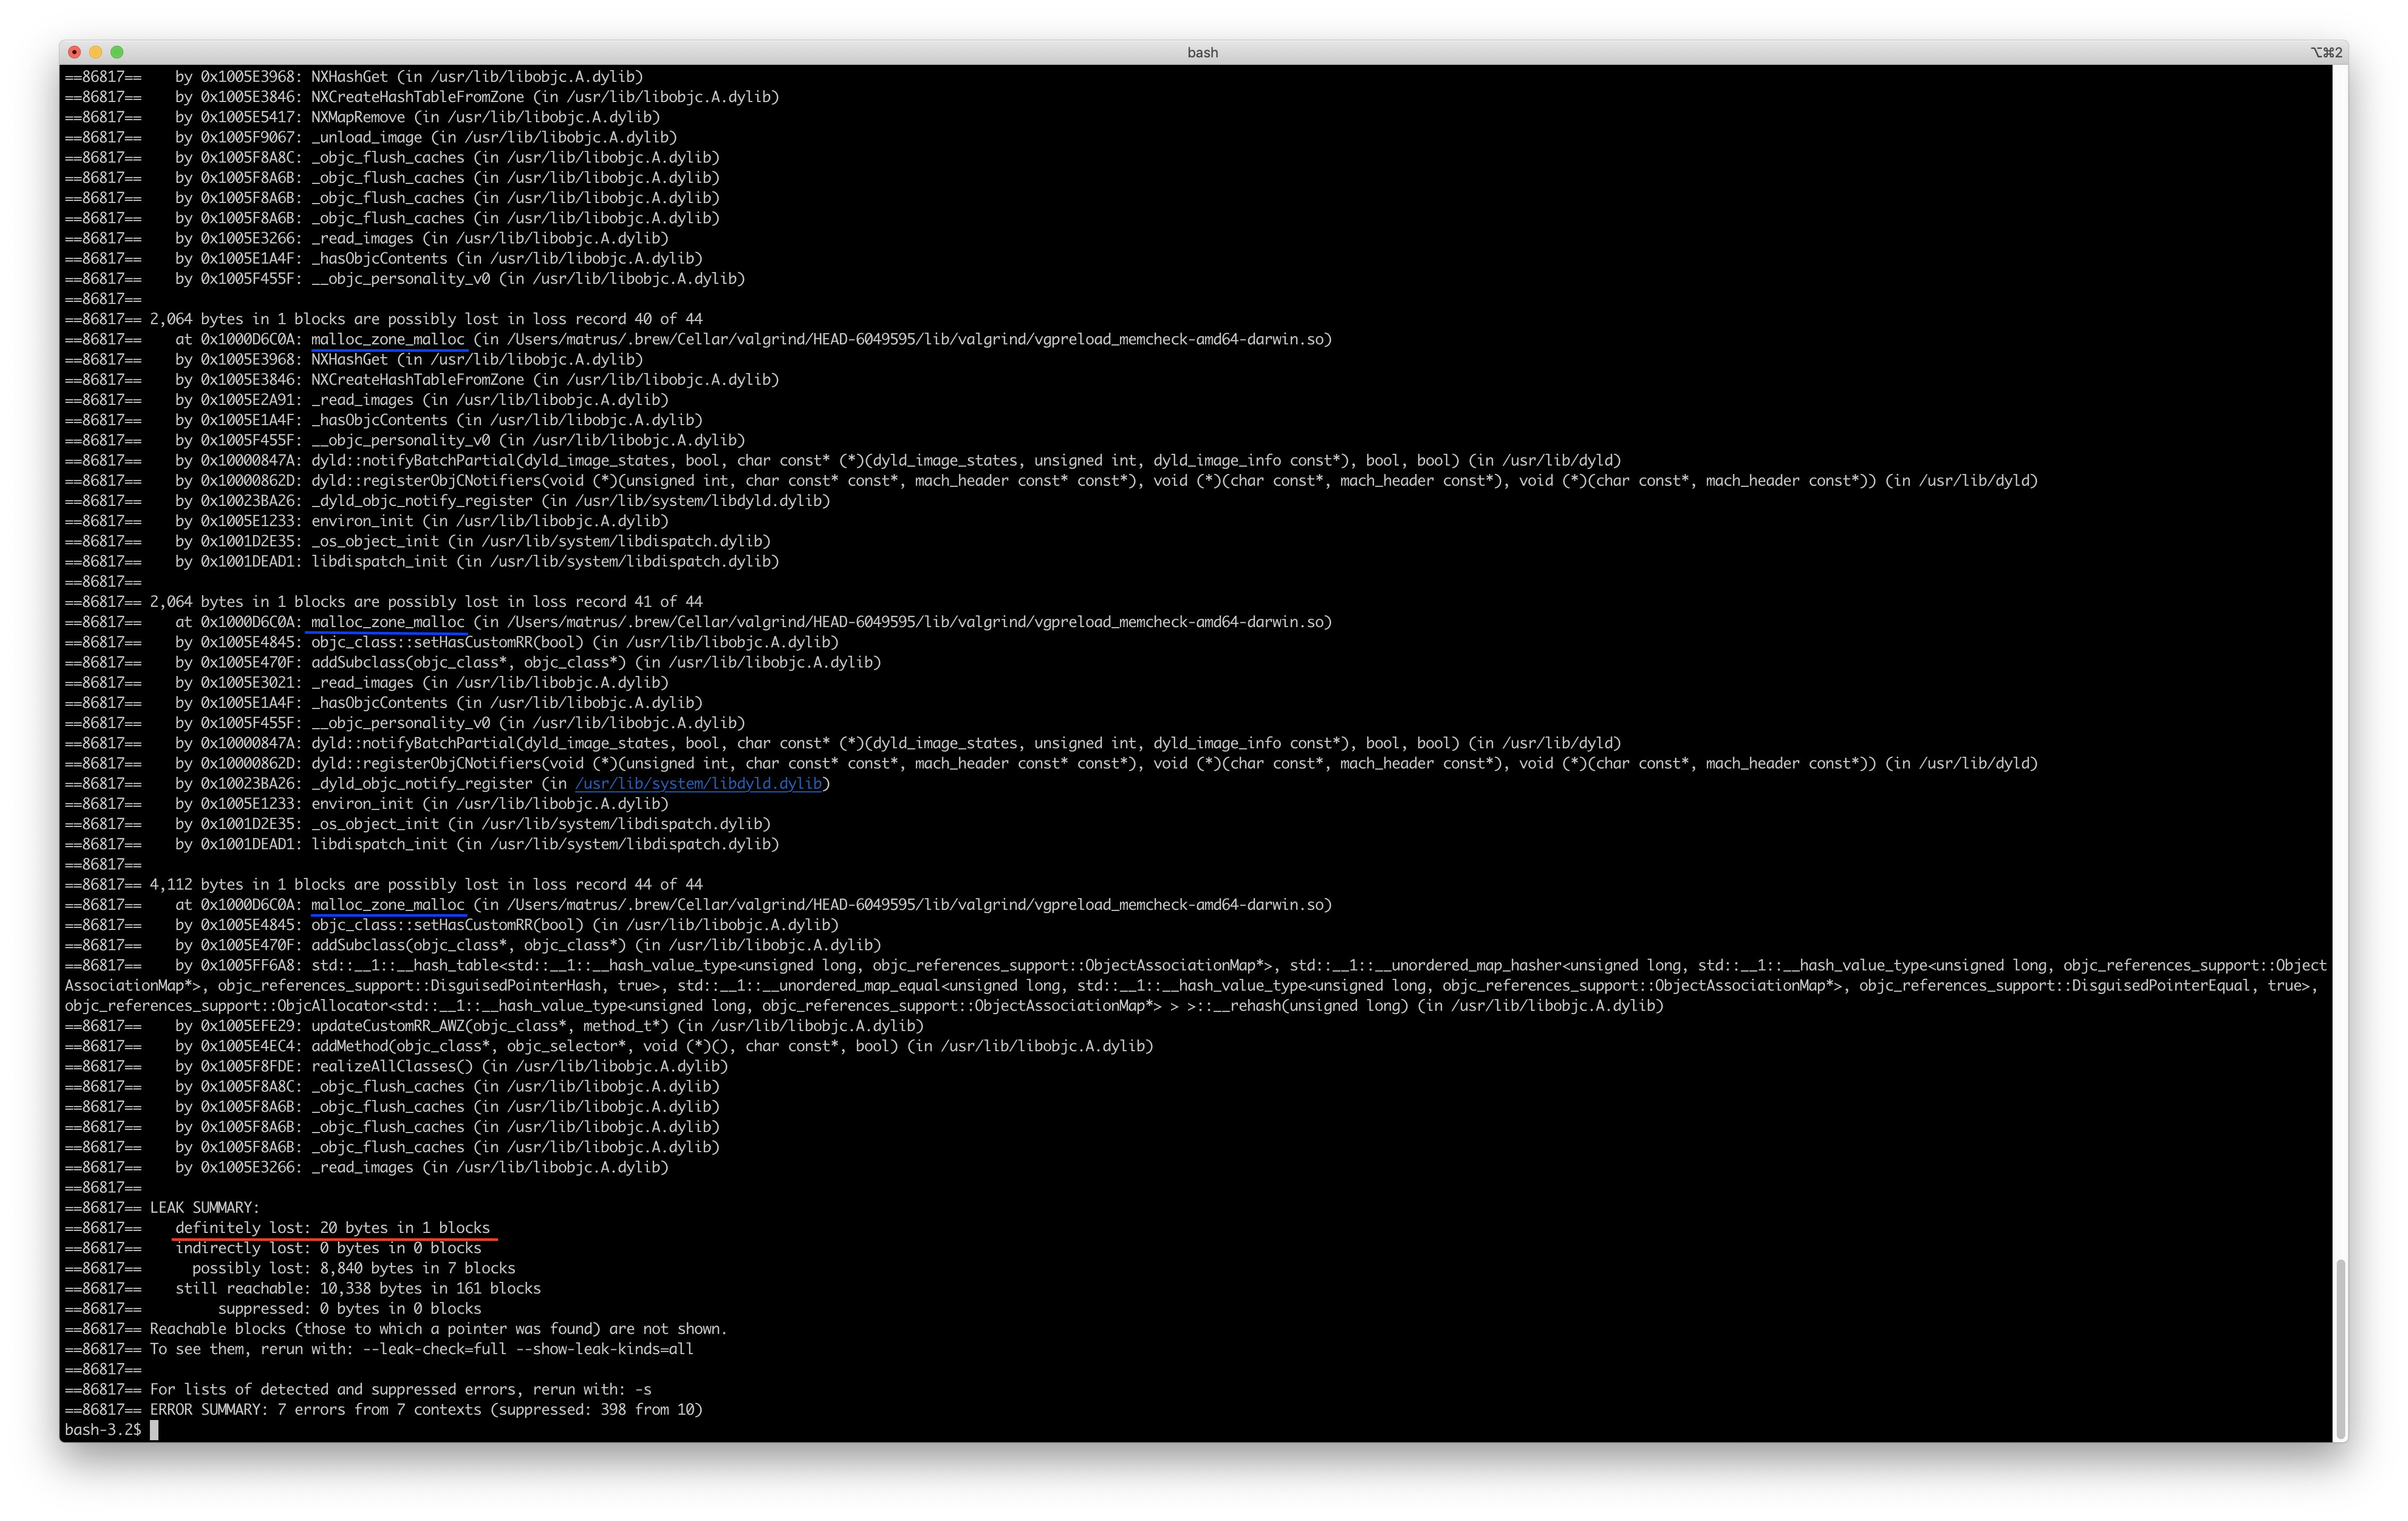 bash
⌥⌘2
==86817==    by 0x1005E3968: NXHashGet (in /usr/lib/libobjc.A.dylib)
==86817==    by 0x1005E3846: NXCreateHashTableFromZone (in /usr/lib/libobjc.A.dylib)
==86817==    by 0x1005E5417: NXMapRemove (in /usr/lib/libobjc.A.dylib)
==86817==    by 0x1005F9067: _unload_image (in /usr/lib/libobjc.A.dylib)
==86817==    by 0x1005F8A8C: _objc_flush_caches (in /usr/lib/libobjc.A.dylib)
==86817==    by 0x1005F8A6B: _objc_flush_caches (in /usr/lib/libobjc.A.dylib)
==86817==    by 0x1005F8A6B: _objc_flush_caches (in /usr/lib/libobjc.A.dylib)
==86817==    by 0x1005F8A6B: _objc_flush_caches (in /usr/lib/libobjc.A.dylib)
==86817==    by 0x1005E3266: _read_images (in /usr/lib/libobjc.A.dylib)
==86817==    by 0x1005E1A4F: _hasObjcContents (in /usr/lib/libobjc.A.dylib)
==86817==    by 0x1005F455F: __objc_personality_v0 (in /usr/lib/libobjc.A.dylib)
==86817==
==86817== 2,064 bytes in 1 blocks are possibly lost in loss record 40 of 44
==86817==    at 0x1000D6C0A: malloc_zone_malloc (in /Users/matrus/.brew/Cellar/valgrind/HEAD-6049595/lib/valgrind/vgpreload_memcheck-amd64-darwin.so)
==86817==    by 0x1005E3968: NXHashGet (in /usr/lib/libobjc.A.dylib)
==86817==    by 0x1005E3846: NXCreateHashTableFromZone (in /usr/lib/libobjc.A.dylib)
==86817==    by 0x1005E2A91: _read_images (in /usr/lib/libobjc.A.dylib)
==86817==    by 0x1005E1A4F: _hasObjcContents (in /usr/lib/libobjc.A.dylib)
==86817==    by 0x1005F455F: __objc_personality_v0 (in /usr/lib/libobjc.A.dylib)
==86817==    by 0x10000847A: dyld::notifyBatchPartial(dyld_image_states, bool, char const* (*)(dyld_image_states, unsigned int, dyld_image_info const*), bool, bool) (in /usr/lib/dyld)
==86817==    by 0x10000862D: dyld::registerObjCNotifiers(void (*)(unsigned int, char const* const*, mach_header const* const*), void (*)(char const*, mach_header const*), void (*)(char const*, mach_header const*)) (in /usr/lib/dyld)
==86817==    by 0x10023BA26: _dyld_objc_notify_register (in /usr/lib/system/libdyld.dylib)
==86817==    by 0x1005E1233: environ_init (in /usr/lib/libobjc.A.dylib)
==86817==    by 0x1001D2E35: _os_object_init (in /usr/lib/system/libdispatch.dylib)
==86817==    by 0x1001DEAD1: libdispatch_init (in /usr/lib/system/libdispatch.dylib)
==86817==
==86817== 2,064 bytes in 1 blocks are possibly lost in loss record 41 of 44
==86817==    at 0x1000D6C0A: malloc_zone_malloc (in /Users/matrus/.brew/Cellar/valgrind/HEAD-6049595/lib/valgrind/vgpreload_memcheck-amd64-darwin.so)
==86817==    by 0x1005E4845: objc_class::setHasCustomRR(bool) (in /usr/lib/libobjc.A.dylib)
==86817==    by 0x1005E470F: addSubclass(objc_class*, objc_class*) (in /usr/lib/libobjc.A.dylib)
==86817==    by 0x1005E3021: _read_images (in /usr/lib/libobjc.A.dylib)
==86817==    by 0x1005E1A4F: _hasObjcContents (in /usr/lib/libobjc.A.dylib)
==86817==    by 0x1005F455F: __objc_personality_v0 (in /usr/lib/libobjc.A.dylib)
==86817==    by 0x10000847A: dyld::notifyBatchPartial(dyld_image_states, bool, char const* (*)(dyld_image_states, unsigned int, dyld_image_info const*), bool, bool) (in /usr/lib/dyld)
==86817==    by 0x10000862D: dyld::registerObjCNotifiers(void (*)(unsigned int, char const* const*, mach_header const* const*), void (*)(char const*, mach_header const*), void (*)(char const*, mach_header const*)) (in /usr/lib/dyld)
==86817==    by 0x10023BA26: _dyld_objc_notify_register (in /usr/lib/system/libdyld.dylib)
==86817==    by 0x1005E1233: environ_init (in /usr/lib/libobjc.A.dylib)
==86817==    by 0x1001D2E35: _os_object_init (in /usr/lib/system/libdispatch.dylib)
==86817==    by 0x1001DEAD1: libdispatch_init (in /usr/lib/system/libdispatch.dylib)
==86817==
==86817== 4,112 bytes in 1 blocks are possibly lost in loss record 44 of 44
==86817==    at 0x1000D6C0A: malloc_zone_malloc (in /Users/matrus/.brew/Cellar/valgrind/HEAD-6049595/lib/valgrind/vgpreload_memcheck-amd64-darwin.so)
==86817==    by 0x1005E4845: objc_class::setHasCustomRR(bool) (in /usr/lib/libobjc.A.dylib)
==86817==    by 0x1005E470F: addSubclass(objc_class*, objc_class*) (in /usr/lib/libobjc.A.dylib)
==86817==    by 0x1005FF6A8: std::__1::__hash_table<std::__1::__hash_value_type<unsigned long, objc_references_support::ObjectAssociationMap*>, std::__1::__unordered_map_hasher<unsigned long, std::__1::__hash_value_type<unsigned long, objc_references_support::Object
AssociationMap*>, objc_references_support::DisguisedPointerHash, true>, std::__1::__unordered_map_equal<unsigned long, std::__1::__hash_value_type<unsigned long, objc_references_support::ObjectAssociationMap*>, objc_references_support::DisguisedPointerEqual, true>,
objc_references_support::ObjcAllocator<std::__1::__hash_value_type<unsigned long, objc_references_support::ObjectAssociationMap*> > >::__rehash(unsigned long) (in /usr/lib/libobjc.A.dylib)
==86817==    by 0x1005EFE29: updateCustomRR_AWZ(objc_class*, method_t*) (in /usr/lib/libobjc.A.dylib)
==86817==    by 0x1005E4EC4: addMethod(objc_class*, objc_selector*, void (*)(), char const*, bool) (in /usr/lib/libobjc.A.dylib)
==86817==    by 0x1005F8FDE: realizeAllClasses() (in /usr/lib/libobjc.A.dylib)
==86817==    by 0x1005F8A8C: _objc_flush_caches (in /usr/lib/libobjc.A.dylib)
==86817==    by 0x1005F8A6B: _objc_flush_caches (in /usr/lib/libobjc.A.dylib)
==86817==    by 0x1005F8A6B: _objc_flush_caches (in /usr/lib/libobjc.A.dylib)
==86817==    by 0x1005F8A6B: _objc_flush_caches (in /usr/lib/libobjc.A.dylib)
==86817==    by 0x1005E3266: _read_images (in /usr/lib/libobjc.A.dylib)
==86817==
==86817== LEAK SUMMARY:
==86817==    definitely lost: 20 bytes in 1 blocks
==86817==    indirectly lost: 0 bytes in 0 blocks
==86817==      possibly lost: 8,840 bytes in 7 blocks
==86817==    still reachable: 10,338 bytes in 161 blocks
==86817==         suppressed: 0 bytes in 0 blocks
==86817== Reachable blocks (those to which a pointer was found) are not shown.
==86817== To see them, rerun with: --leak-check=full --show-leak-kinds=all
==86817==
==86817== For lists of detected and suppressed errors, rerun with: -s
==86817== ERROR SUMMARY: 7 errors from 7 contexts (suppressed: 398 from 10)
bash-3.2$